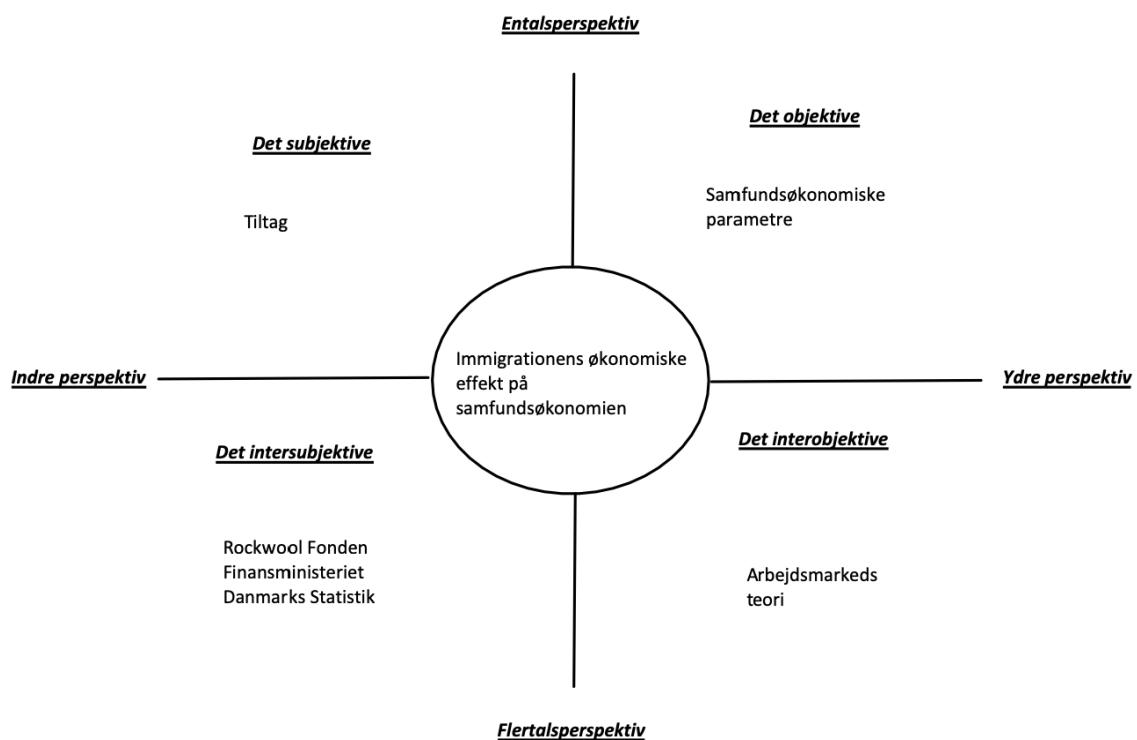 Entalsperspektiv
Det subjektive
Det objektive
Tiltag
Samfundsøkonomiske
parametre
Indre perspektiv
Immigrationens økonomiske
effekt på
samfundsøkonomien
Ydre perspektiv
Det intersubjektive
Det interobjektive
Rockwool Fonden
Finansministeriet
Danmarks Statistik
Arbejdsmarkeds
teori
Flertalsperspektiv